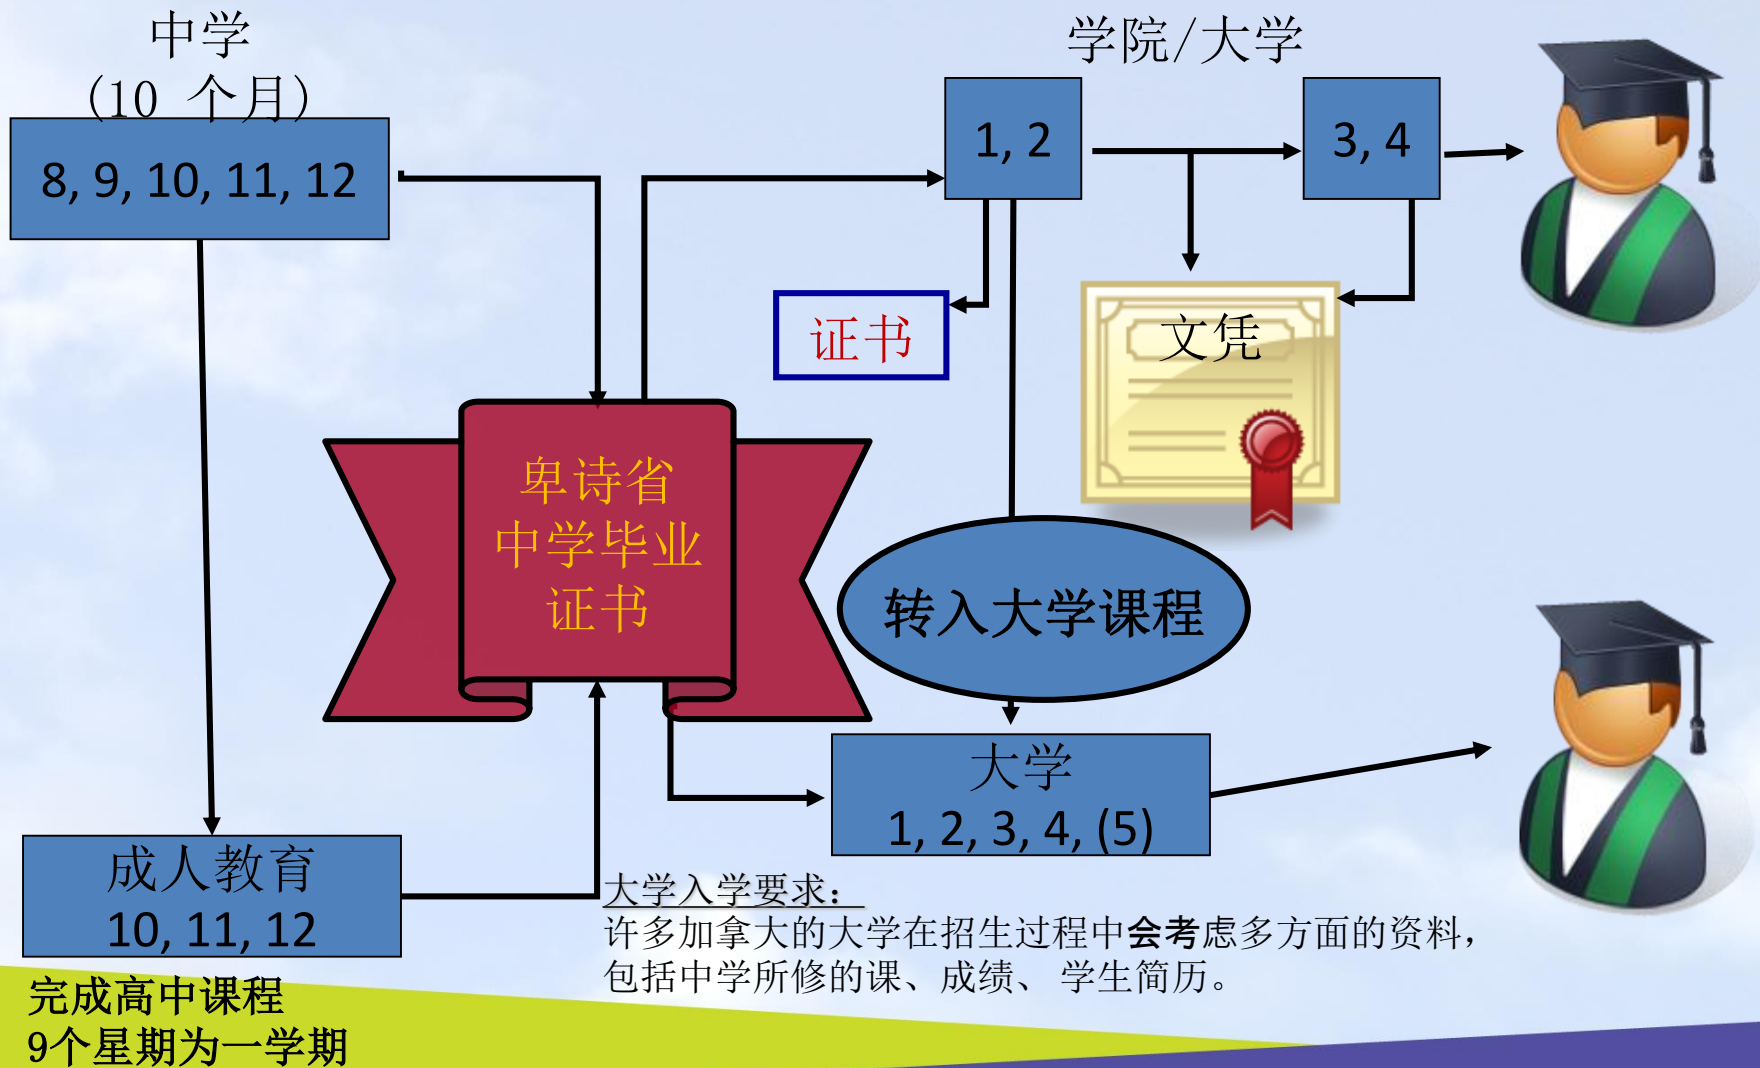 中学
(10 个月)
8, 9, 10, 11, 12
学院/大学
1, 2
3, 4
证书
文凭
卑诗省
中学毕业
证书
转入大学课程
大学
1, 2, 3, 4, (5)
成人教育
10, 11, 12
完成高中课程
9个星期为一学期
大学入学要求：
许多加拿大的大学在招生过程中会考虑多方面的资料，
包括中学所修的课、成绩、 学生简历。